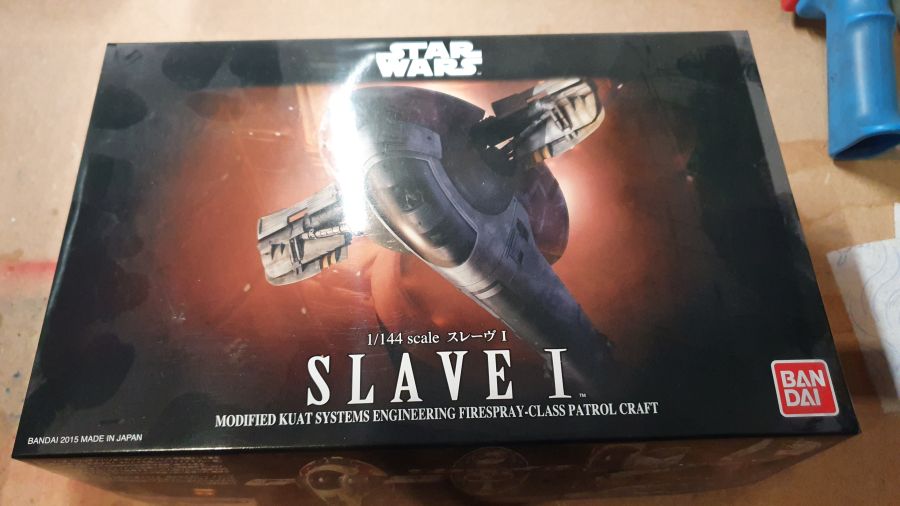 STAR
WARS
1/144 scale スレーヴ I
SLAVE I™
MODIFIED KUAT SYSTEMS ENGINEERING FIRESPRAY-CLASS PATROL CRAFT
BAN
DAI
BANDAI 2015 MADE IN JAPAN